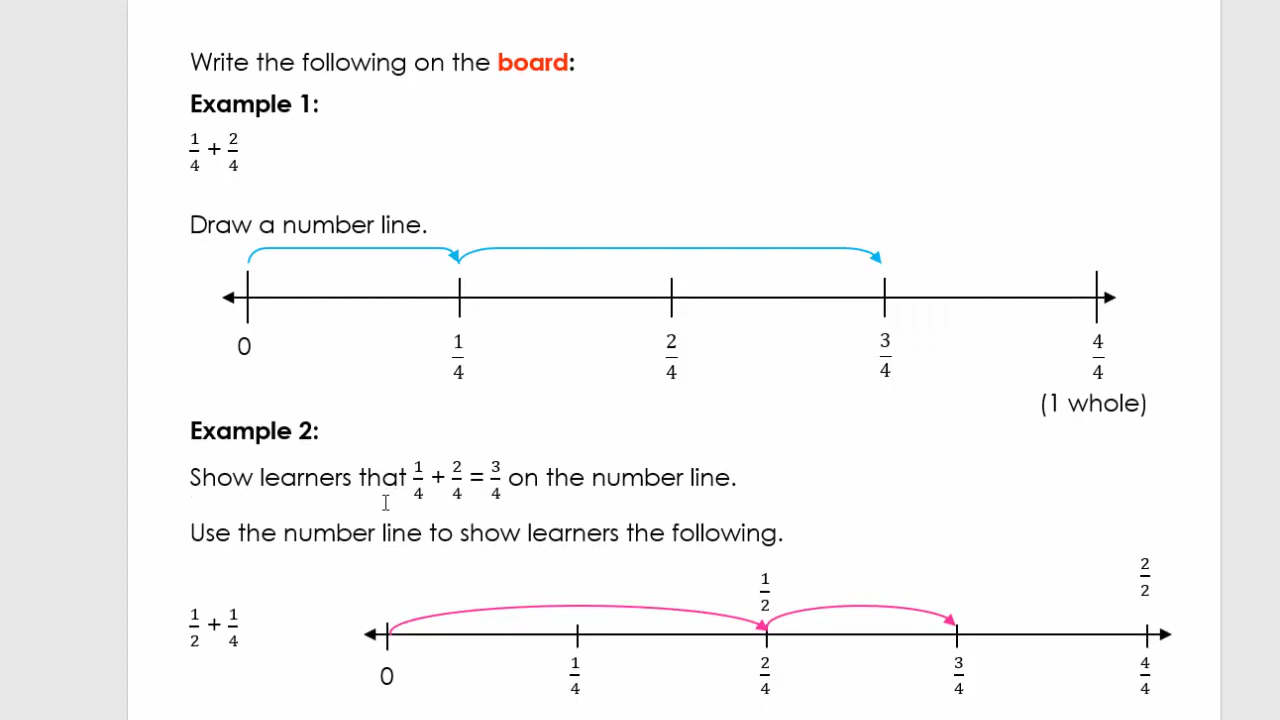 Write the following on the board:
Example 1:
1/4 + 2/4
Draw a number line.
0 1/4 2/4 3/4 4/4
(1 whole)
Example 2:
Show learners that 1/4 + 2/4 = 3/4 on the number line.
Use the number line to show learners the following.
1/2 2/2
1/2 + 1/4
0 1/4 2/4 3/4 4/4